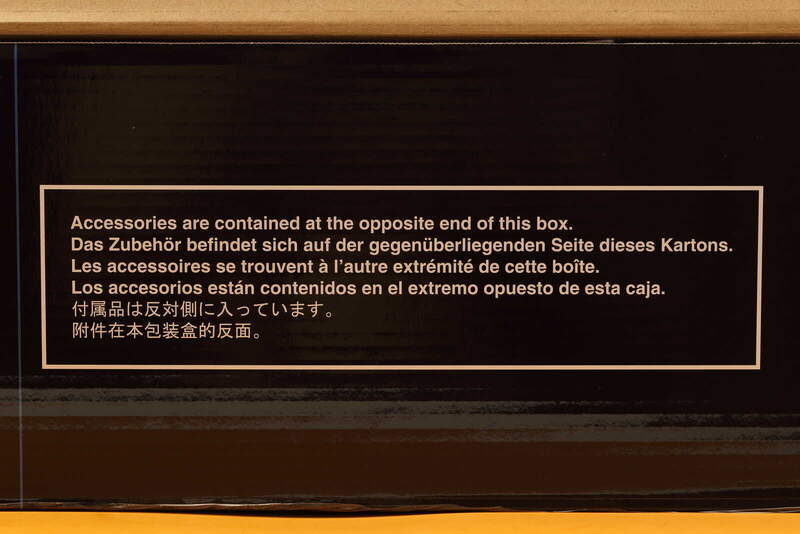 Accessories are contained at the opposite end of this box.
Das Zubehör befindet sich auf der gegenüberliegenden Seite dieses Kartons.
Les accessoires se trouvent à l’autre extrémité de cette boîte.
Los accesorios están contenidos en el extremo opuesto de esta caja.
付属品は反対側に入っています。
附件在本包装盒的反面。